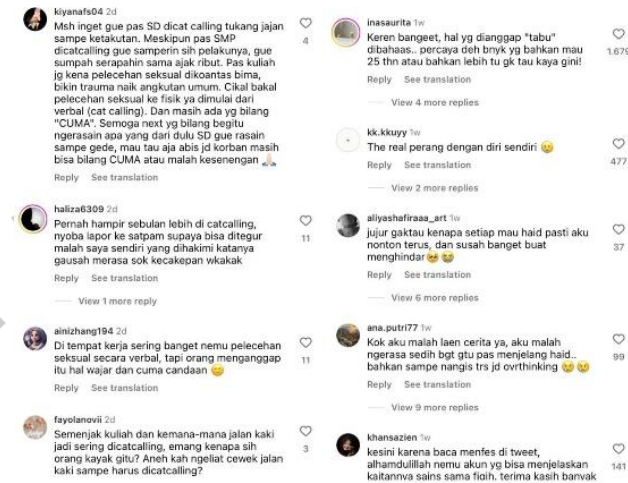 kiyanafs04 2d
Msh inget gue pas SD dicat calling tukang jajan
sampe ketakutan. Meskipun pas SMP
dicatcalling gue samperin sih pelakunya, gue
sumpah serapahin sama ajak ribut. Pas kuliah
jg kena pelecehan seksual dikoantas bima,
bikin trauma naik angkutan umum. Cikal bakal
pelecehan seksual ke fisik ya dimulai dari
verbal (cat calling). Dan masih ada yg bilang
"CUMA". Semoga next yg bilang begitu
ngerasain apa yang dari dulu SD gue rasain
sampe gede, mau tau aja abis jd korban masih
bisa bilang CUMA atau malah kesenengan 🙏🏻
4
Reply See translation
haliza6309 2d
Pernah hampir sebulan lebih di catcalling,
nyoba lapor ke satpam supaya bisa ditegur
malah saya sendiri yang dihakimi katanya
gausah merasa sok kecakepan wkakak
11
Reply See translation
View 1 more reply
ainizhang194 2d
Di tempat kerja sering banget nemu pelecehan
seksual secara verbal, tapi orang menganggap
itu hal wajar dan cuma candaan 😊
11
Reply See translation
fayolanovii 2d
Semenjak kuliah dan kemana-mana jalan kaki
jadi sering dicatcalling, emang kenapa sih
orang kayak gitu? Aneh kah ngeliat cewek jalan
kaki sampe harus dicatcalling?
3
Reply See translation
inasaurita 1w
Keren bangeet, hal yg dianggap "tabu"
dibahaas.. percaya deh bnyk yg bahkan mau
25 thn atau bahkan lebih tu gk tau kaya gini!
1.679
Reply See translation
View 4 more replies
kk.kkuyy 1w
The real perang dengan diri sendiri 🥲
477
Reply See translation
View 2 more replies
aliyashafiraaa_art 1w
jujur gaktau kenapa setiap mau haid pasti aku
nonton terus, dan susah banget buat
menghindar🥹😭
37
Reply See translation
View 6 more replies
ana.putri77 1w
Kok aku malah laen cerita ya, aku malah
ngerasa sedih bgt gtu pas menjelang haid..
bahkan sampe nangis trs jd ovrthinking 😢😢
99
Reply See translation
View 9 more replies
khansazien 1w
kesini karena baca menfes di tweet,
alhamdulillah nemu akun yg bisa menjelaskan
kaitannya sains sama fiqih. terima kasih banyak
141